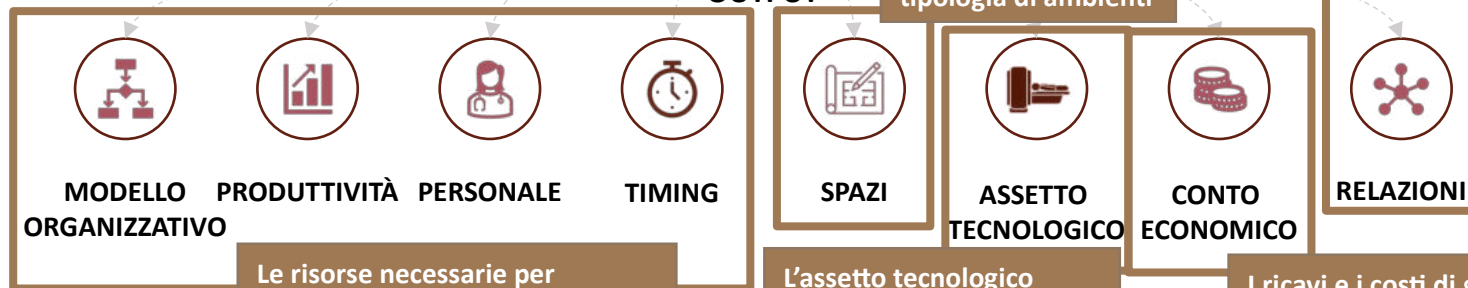 tipologia di ambienti
MODELLO
ORGANIZZATIVO
PRODUTTIVITÀ
PERSONALE
TIMING
SPAZI
ASSETTO
TECNOLOGICO
CONTO
ECONOMICO
RELAZIONI
Le risorse necessarie per
L'assetto tecnologico
I ricavi e i costi di